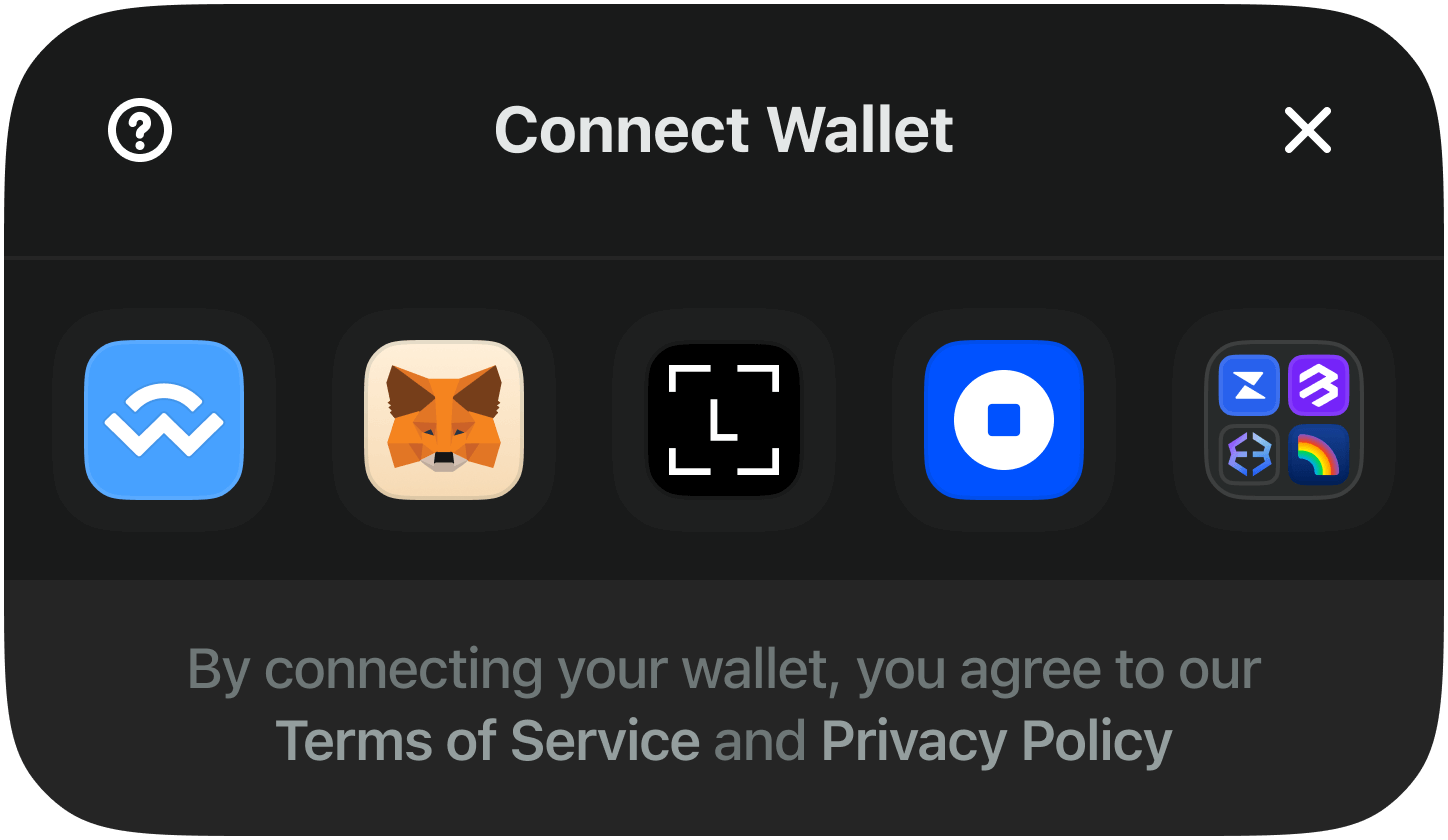 Connect Wallet
L
By connecting your wallet, you agree to our
Terms of Service and Privacy Policy